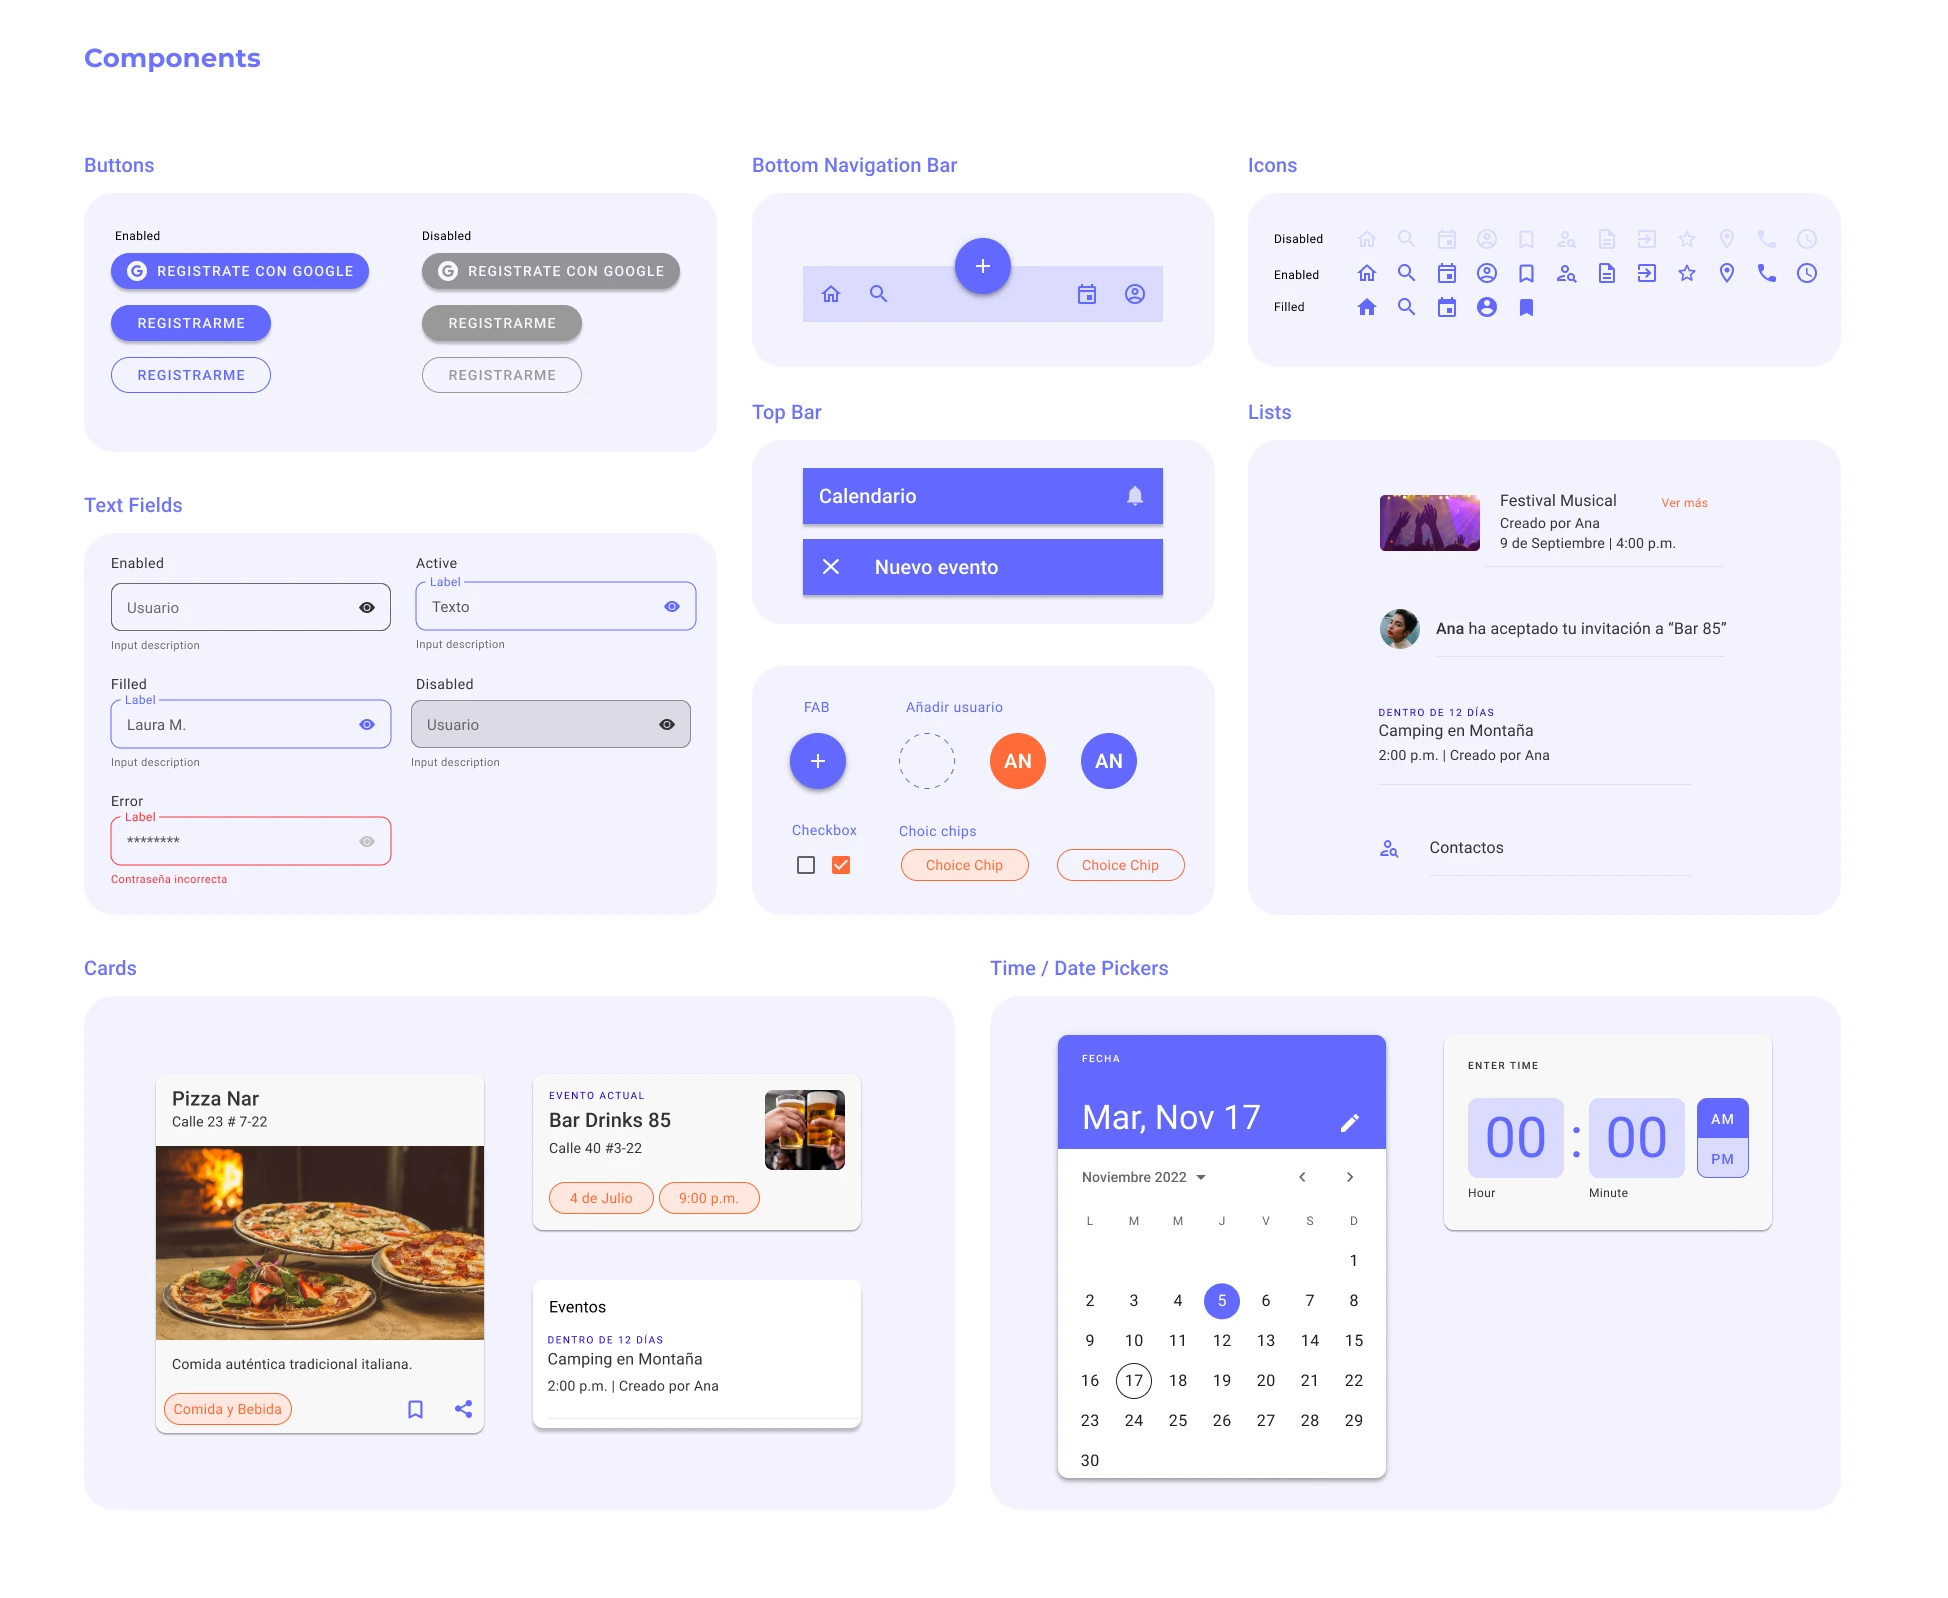 Components
Buttons
Enabled
Disabled
G REGISTRATE CON GOOGLE
G REGISTRATE CON GOOGLE
REGISTRARME
REGISTRARME
REGISTRARME
REGISTRARME
Text Fields
Enabled
Active
Usuario
Label
Texto
Input description
Input description
Filled
Disabled
Label
Laura M.
Usuario
Input description
Input description
Error
Label
********
Contraseña incorrecta
Bottom Navigation Bar
Top Bar
Calendario
Nuevo evento
FAB
Añadir usuario
AN
AN
Checkbox
Choic chips
Choice Chip
Choice Chip
Icons
Disabled
Enabled
Filled
Lists
Festival Musical
Ver más
Creado por Ana
9 de Septiembre | 4:00 p.m.
Ana ha aceptado tu invitación a “Bar 85”
DENTRO DE 12 DÍAS
Camping en Montaña
2:00 p.m. | Creado por Ana
Contactos
Cards
Pizza Nar
Calle 23 # 7-22
Comida auténtica tradicional italiana.
Comida y Bebida
EVENTO ACTUAL
Bar Drinks 85
Calle 40 #3-22
4 de Julio
9:00 p.m.
Eventos
DENTRO DE 12 DÍAS
Camping en Montaña
2:00 p.m. | Creado por Ana
Time / Date Pickers
FECHA
Mar, Nov 17
Noviembre 2022
L M M J V S D
1
2 3 4 5 6 7 8
9 10 11 12 13 14 15
16 17 18 19 20 21 22
23 24 25 26 27 28 29
30
ENTER TIME
00 : 00
AM
PM
Hour
Minute